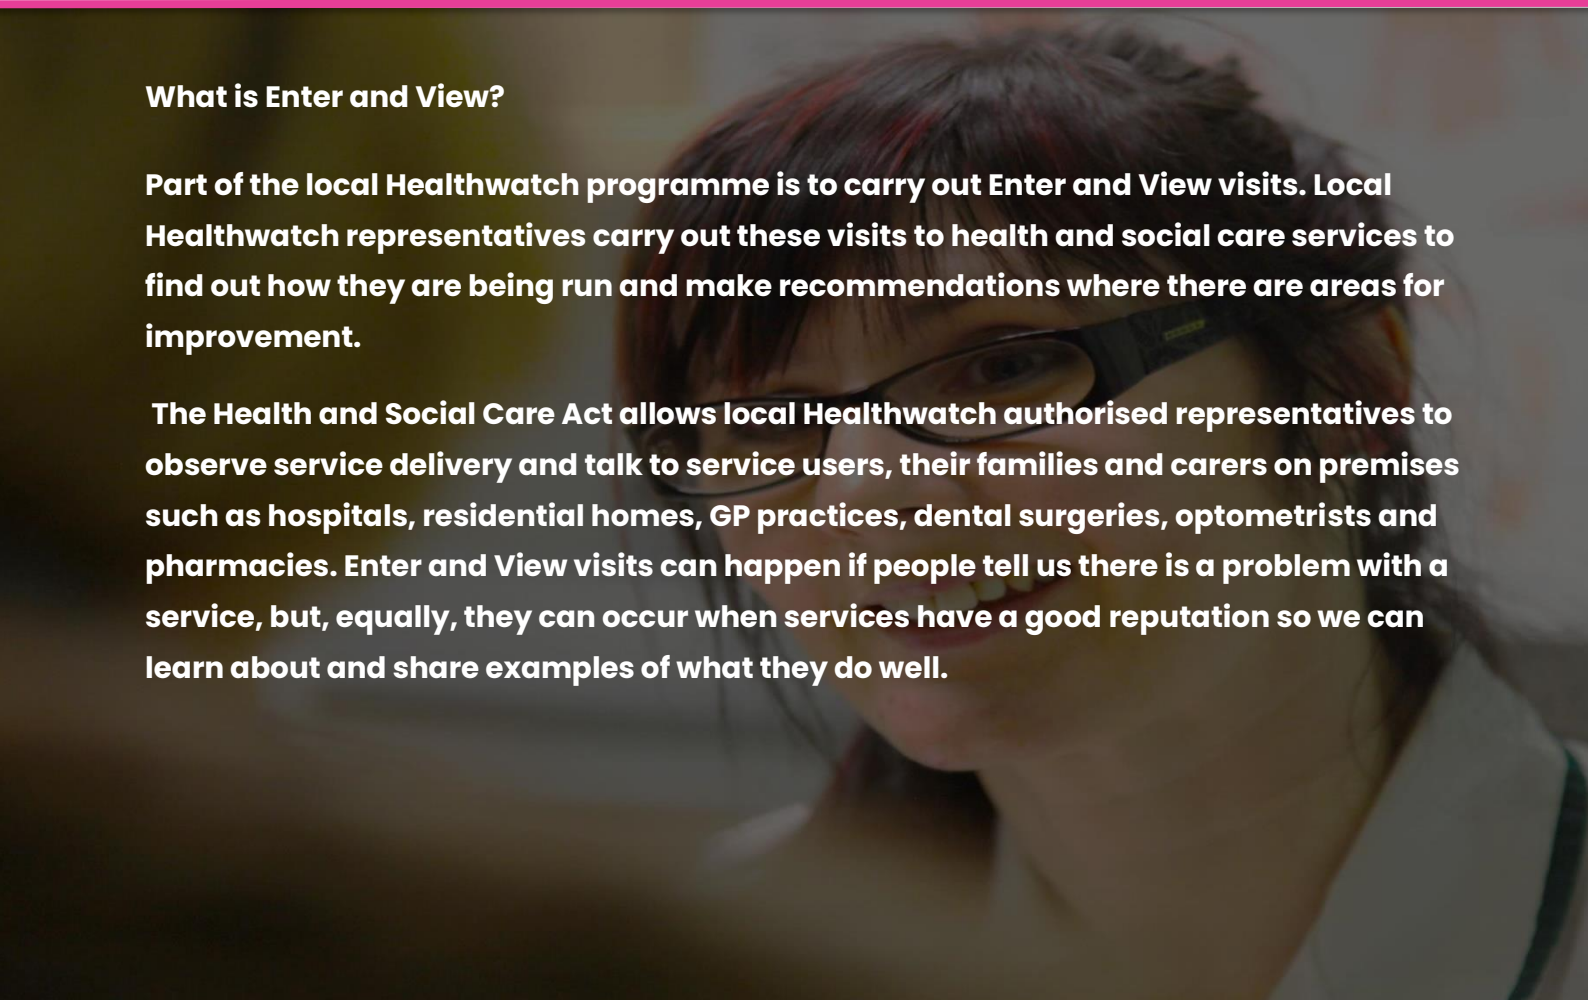 What is Enter and View?
Part of the local Healthwatch programme is to carry out Enter and View visits. Local
Healthwatch representatives carry out these visits to health and social care services to
find out how they are being run and make recommendations where there are areas for
improvement.
The Health and Social Care Act allows local Healthwatch authorised representatives to
observe service delivery and talk to service users, their families and carers on premises
such as hospitals, residential homes, GP practices, dental surgeries, optometrists and
pharmacies. Enter and View visits can happen if people tell us there is a problem with a
service, but, equally, they can occur when services have a good reputation so we can
learn about and share examples of what they do well.